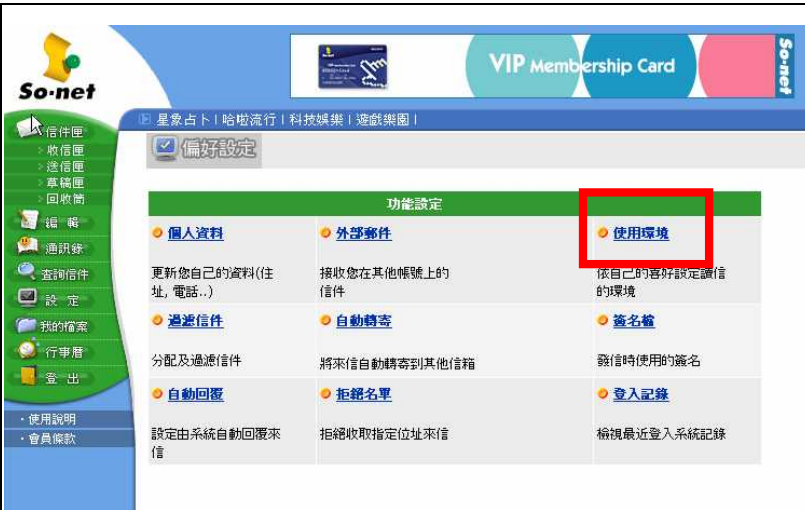 So-net
VIP Membership Card
So-net
星象占卜 | 哈啦流行 | 科技娛樂 | 遊戲樂園 |
信件匣
收信匣
送信匣
草稿匣
回收筒
編輯
通訊錄
查詢信件
設定
我的檔案
行事曆
登出
・使用說明
・會員條款
偏好設定
功能設定
個人資料
外部郵件
使用環境
更新您自己的資料(住
址, 電話..)
接收您在其他帳號上的
信件
依自己的喜好設定讀信
的環境
過濾信件
自動轉寄
簽名檔
分配及過濾信件
將來信自動轉寄到其他信箱
發信時使用的簽名
自動回覆
拒絕名單
登入記錄
設定由系統自動回覆來
信
拒絕收取指定位址來信
檢視最近登入系統記錄